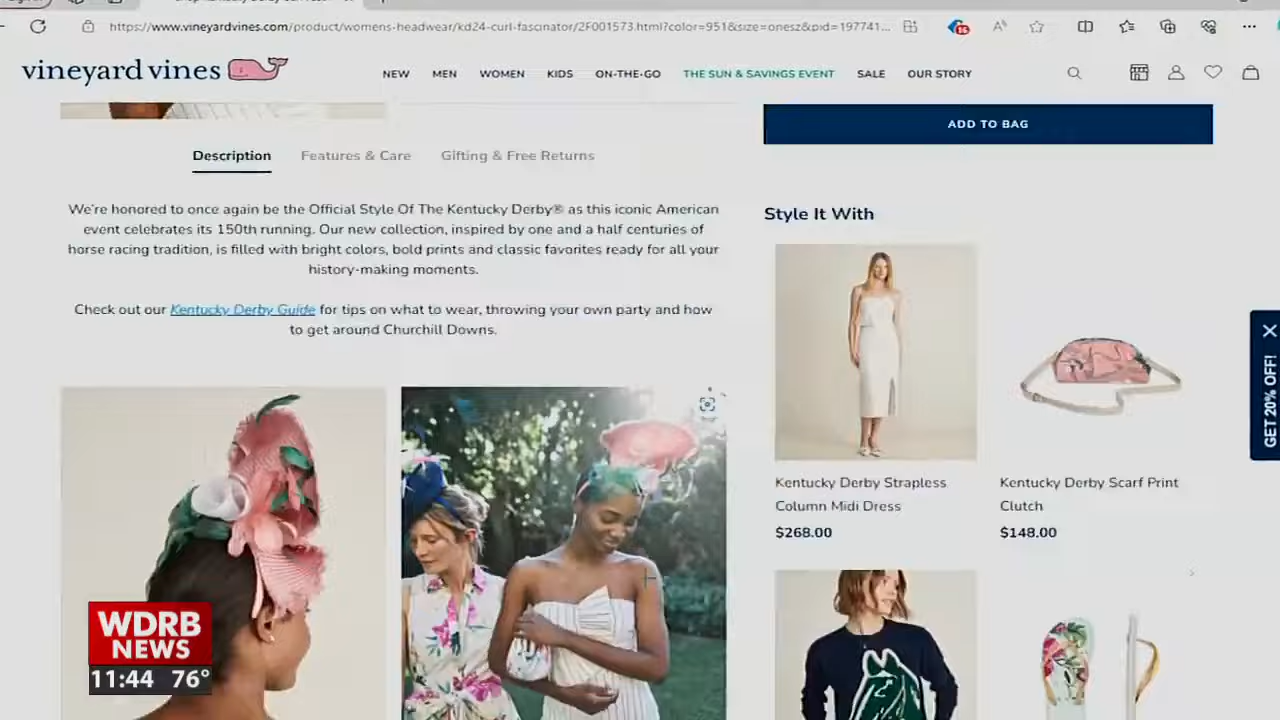 https://www.vineyardvines.com/product/womens-headwear/kd24-curl-fascinator/2F001573.html?color=951&size=onesz&pid=197741...
16
vineyard vines
NEW MEN WOMEN KIDS ON-THE-GO THE SUN & SAVINGS EVENT SALE OUR STORY
ADD TO BAG
Description Features & Care Gifting & Free Returns
We're honored to once again be the Official Style Of The Kentucky Derby® as this iconic American
event celebrates its 150th running. Our new collection, inspired by one and a half centuries of
horse racing tradition, is filled with bright colors, bold prints and classic favorites ready for all your
history-making moments.
Check out our Kentucky Derby Guide for tips on what to wear, throwing your own party and how
to get around Churchill Downs.
Style It With
Kentucky Derby Strapless
Column Midi Dress
$268.00
Kentucky Derby Scarf Print
Clutch
$148.00
GET 20% OFF!
WDRB
NEWS
11:44 76°